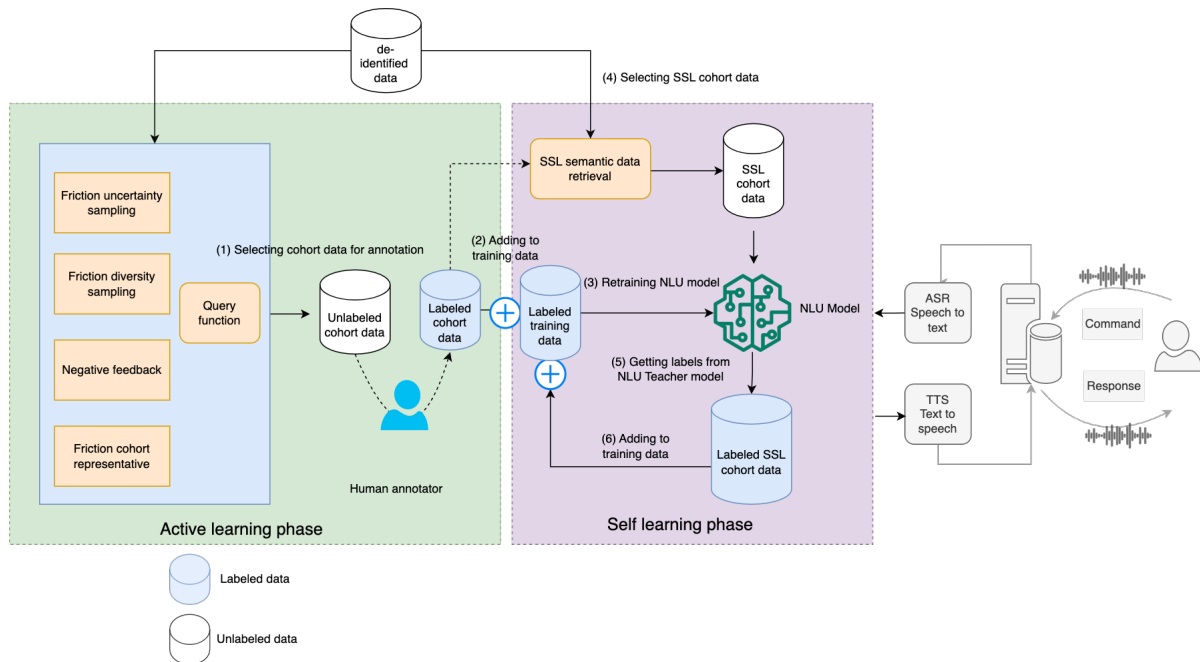 de-
identified
data
(4) Selecting SSL cohort data
Friction uncertainty
sampling
Friction diversity
sampling
Negative feedback
Friction cohort
representative
Query
function
(1) Selecting cohort data for annotation
Unlabeled
cohort data
Labeled
cohort
data
Human annotator
Active learning phase
SSL semantic data
retrieval
SSL
cohort
data
(2) Adding to
training data
Labeled
training
data
(3) Retraining NLU model
NLU Model
(5) Getting labels from
NLU Teacher model
(6) Adding to
training data
Labeled SSL
cohort data
Self learning phase
ASR
Speech to
text
TTS
Text to
speech
Command
Response
Labeled data
Unlabeled data